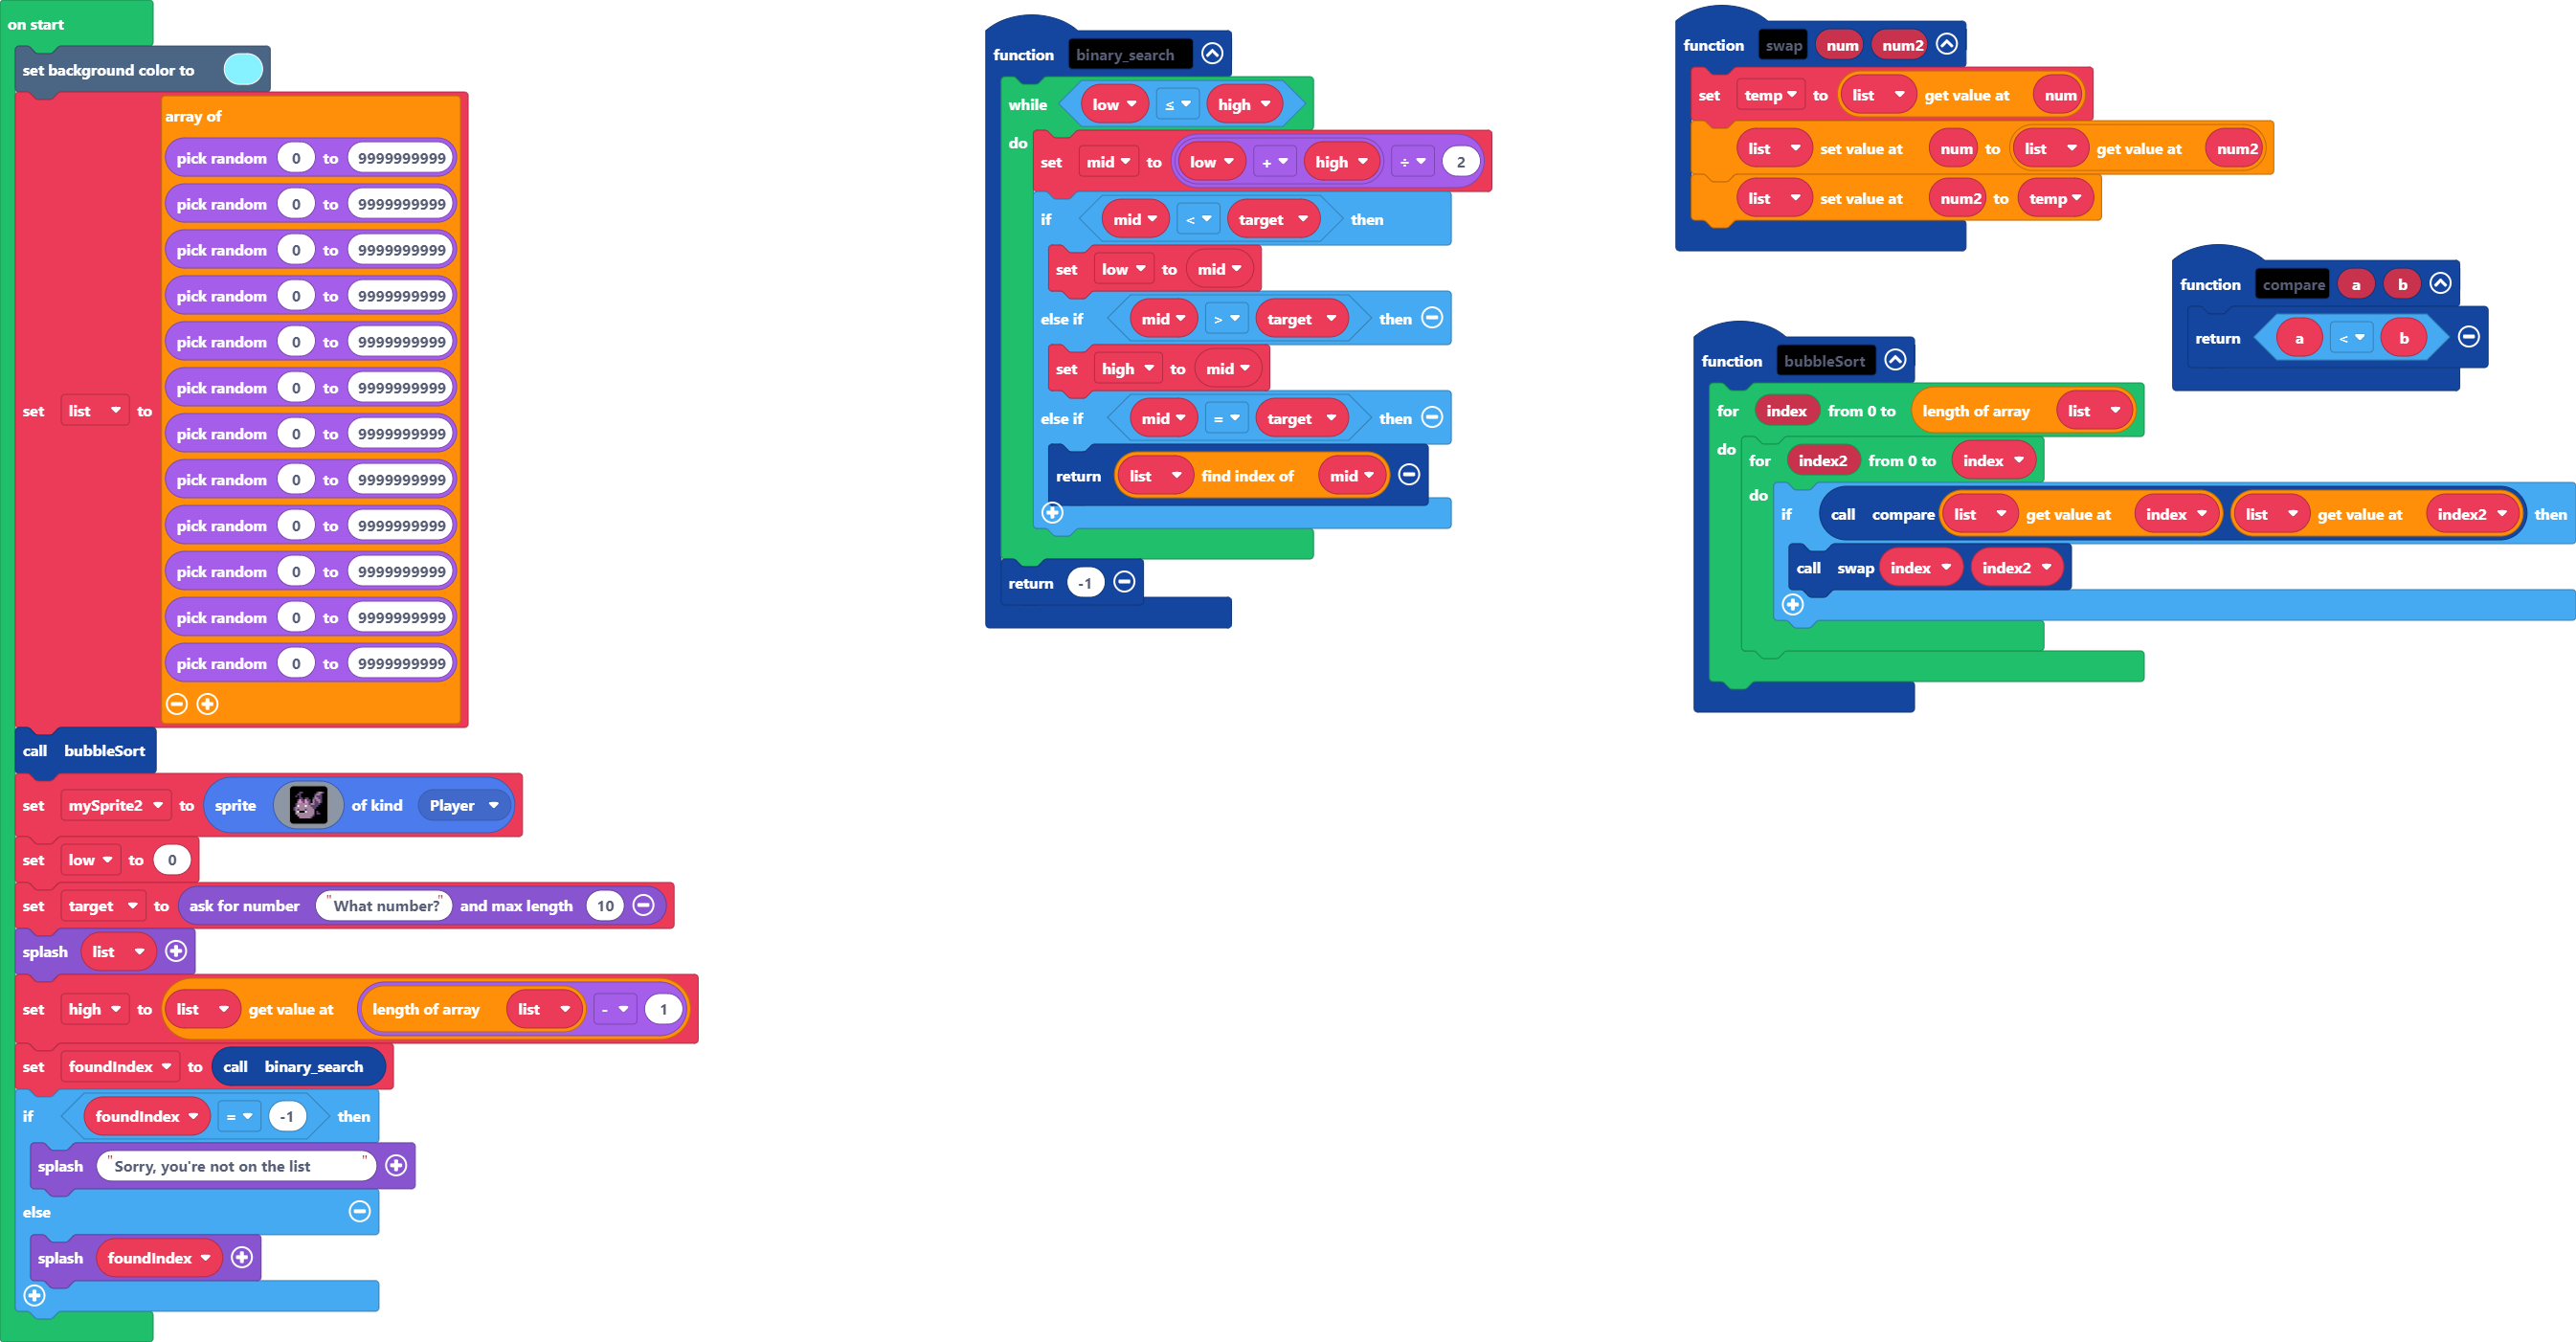 on start
set background color to
array of
pick random 0 to 9999999999
pick random 0 to 9999999999
pick random 0 to 9999999999
pick random 0 to 9999999999
pick random 0 to 9999999999
pick random 0 to 9999999999
set list to
pick random 0 to 9999999999
pick random 0 to 9999999999
pick random 0 to 9999999999
pick random 0 to 9999999999
pick random 0 to 9999999999
pick random 0 to 9999999999
call bubbleSort
set mySprite2 to sprite of kind Player
set low to 0
set target to ask for number "What number?" and max length 10
splash list
set high to list get value at length of array list - 1
set foundIndex to call binary_search
if foundIndex = -1 then
splash "Sorry, you're not on the list "
else
splash foundIndex
function binary_search
while low ≤ high
do
set mid to low + high ÷ 2
if mid < target then
set low to mid
else if mid > target then
set high to mid
else if mid = target then
return list find index of mid
return -1
function swap num num2
set temp to list get value at num
list set value at num to list get value at num2
list set value at num2 to temp
function compare a b
return a < b
function bubbleSort
for index from 0 to length of array list
do
for index2 from 0 to index
do
if call compare list get value at index list get value at index2 then
call swap index index2